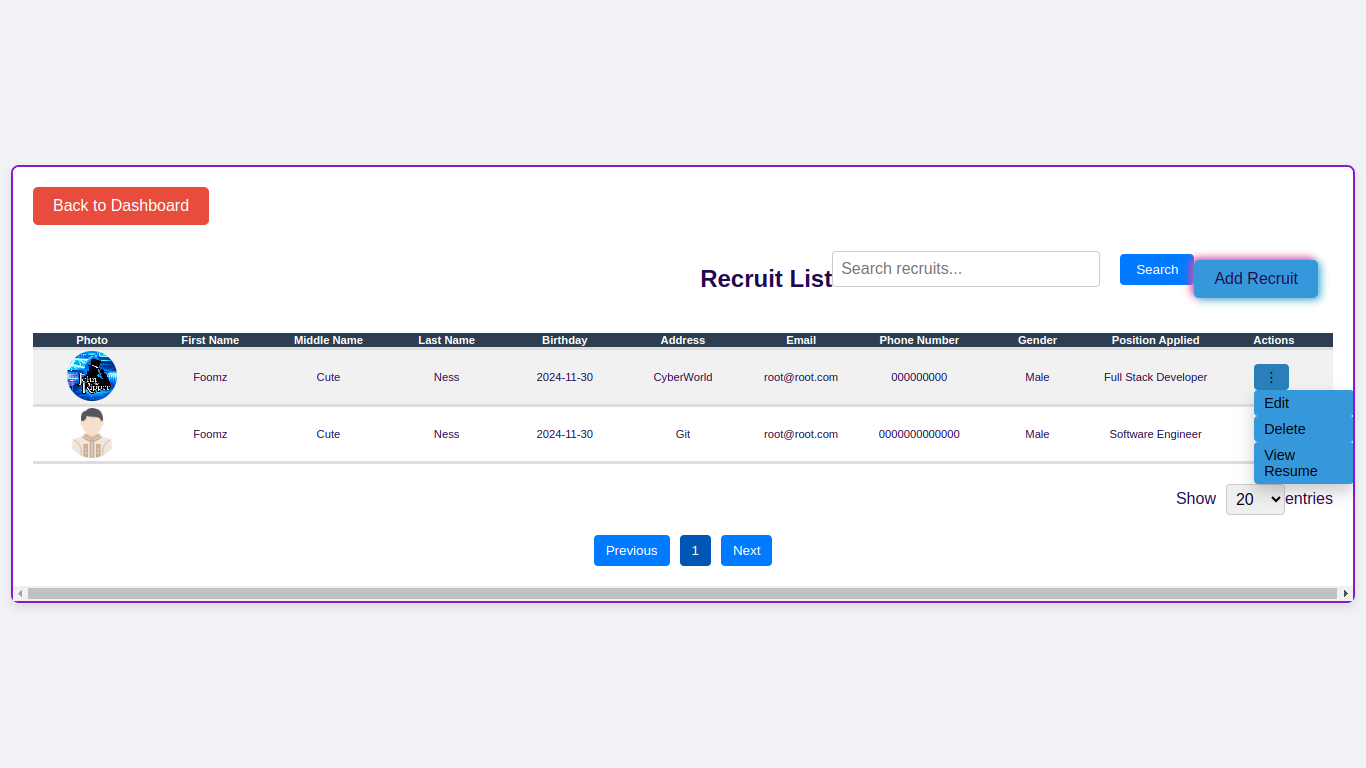 Back to Dashboard
Recruit List Search recruits... Search Add Recruit
Photo First Name Middle Name Last Name Birthday Address Email Phone Number Gender Position Applied Actions
Foomz Cute Ness 2024-11-30 CyberWorld root@root.com 000000000 Male Full Stack Developer ⋮
Edit
Foomz Cute Ness 2024-11-30 Git root@root.com 0000000000000 Male Software Engineer
Delete
View
Resume
Show 20 entries
Previous 1 Next